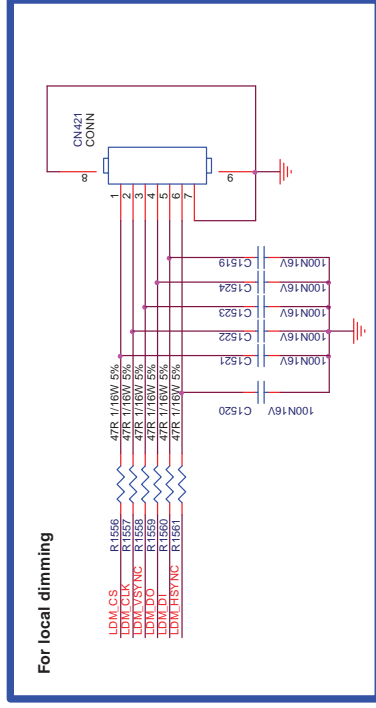 For local dimming
CN421
CONN
8
9
1
2
3
4
5
6
7
LDM_CS
LDM_CLK
LDM_VSYNC
LDM_DO
LDM_DI
LDM_HSYNC
R1556
R1557
R1558
R1559
R1560
R1561
47R 1/16W 5%
47R 1/16W 5%
47R 1/16W 5%
47R 1/16W 5%
47R 1/16W 5%
47R 1/16W 5%
C1519
100N16V
C1524
100N16V
C1523
100N16V
C1522
100N16V
C1521
100N16V
C1520
100N16V